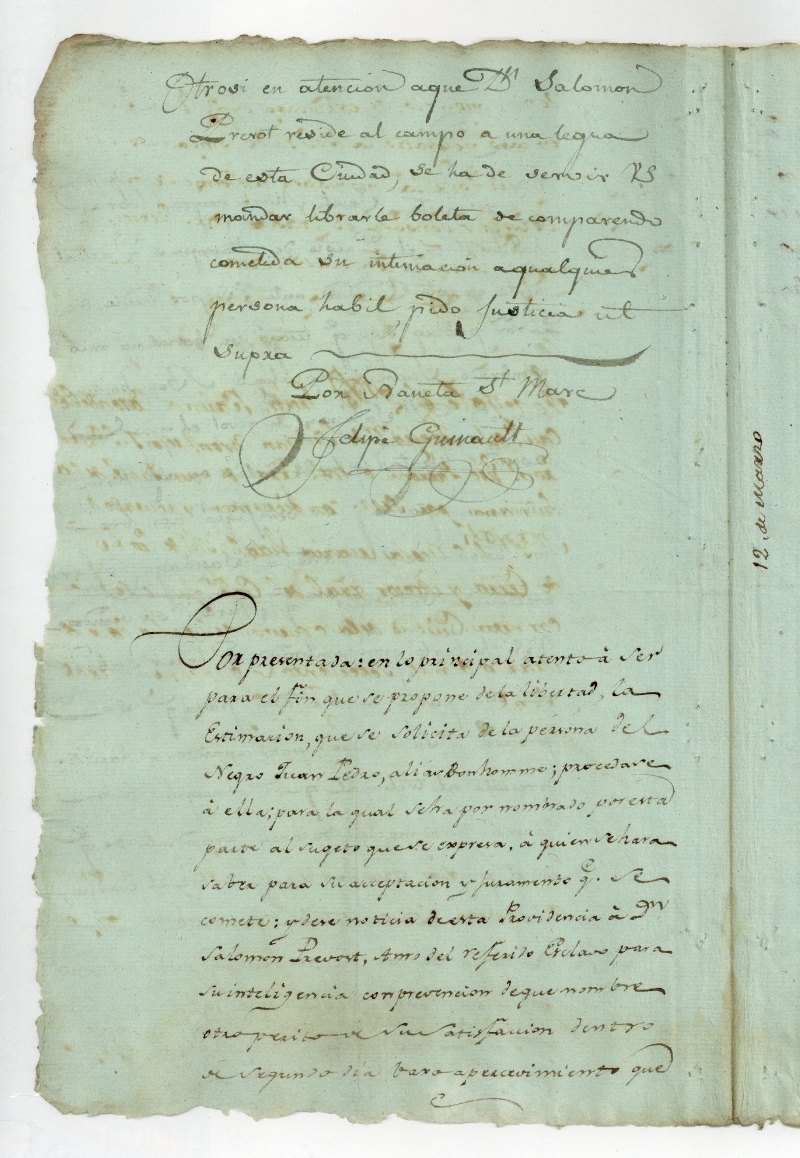 Otrosi en atencion aque Dn Salomon
Prevot reside al campo a una legua
de esta Ciudad, se ha de servir VS
mandar librarle boleta de comparendo
cometida su intimacion aqualquiera
persona habil, pido Justicia ut
supra
Por Naneta St Marc
Felipe Guinault
Por presentada: en lo principal atento â ser
para el fin que se propone de la libertad, la
Estimacion, que se solicita de la persona del
Negro Juan Pedro, alias Bonhomme; procedase
â ella; para la qual seha por nombrado por esta
parte al sugeto que se expresa, â quien se hara
saber para su acceptacion y Juramento qe. se
comete; y dese noticia de esta Providencia â Dn
Salomon Prevost, Amo del referido Esclavo para
su inteligencia con prevencion de que nombre
otro perito de su satisfaccion dentro
de segundo dia baxo apercevimiento que
12, de Marzo